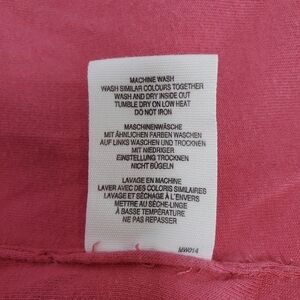 MACHINE WASH
WASH SIMILAR COLOURS TOGETHER
WASH AND DRY INSIDE OUT
TUMBLE DRY ON LOW HEAT
DO NOT IRON
MASCHINENWÄSCHE
MIT ÄHNLICHEN FARBEN WASCHEN
AUF LINKS WASCHEN UND TROCKNEN
MIT NIEDRIGER
EINSTELLUNG TROCKNEN
NICHT BÜGELN
LAVAGE EN MACHINE
LAVER AVEC DES COLORIS SIMILAIRES
LAVAGE ET SÉCHAGE À L'ENVERS
METTRE AU SÈCHE-LINGE
À BASSE TEMPÉRATURE
NE PAS REPASSER
MW214